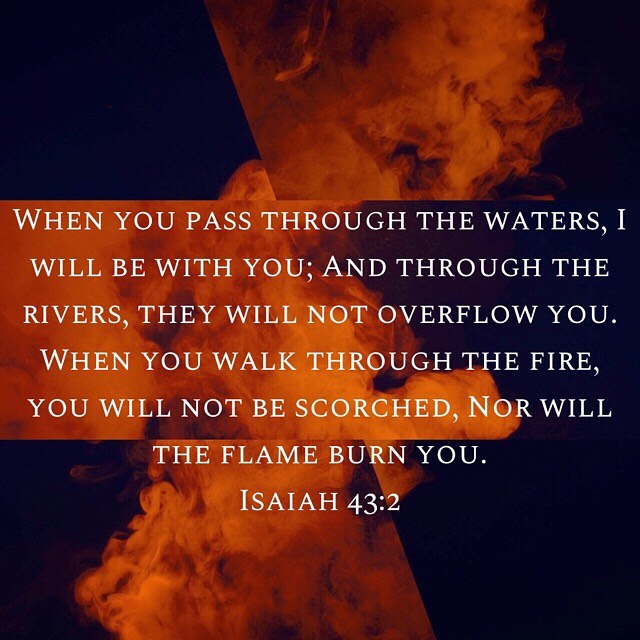 When you pass through the waters, I
will be with you; And through the
rivers, they will not overflow you.
When you walk through the fire,
you will not be scorched, Nor will
the flame burn you.
Isaiah 43:2